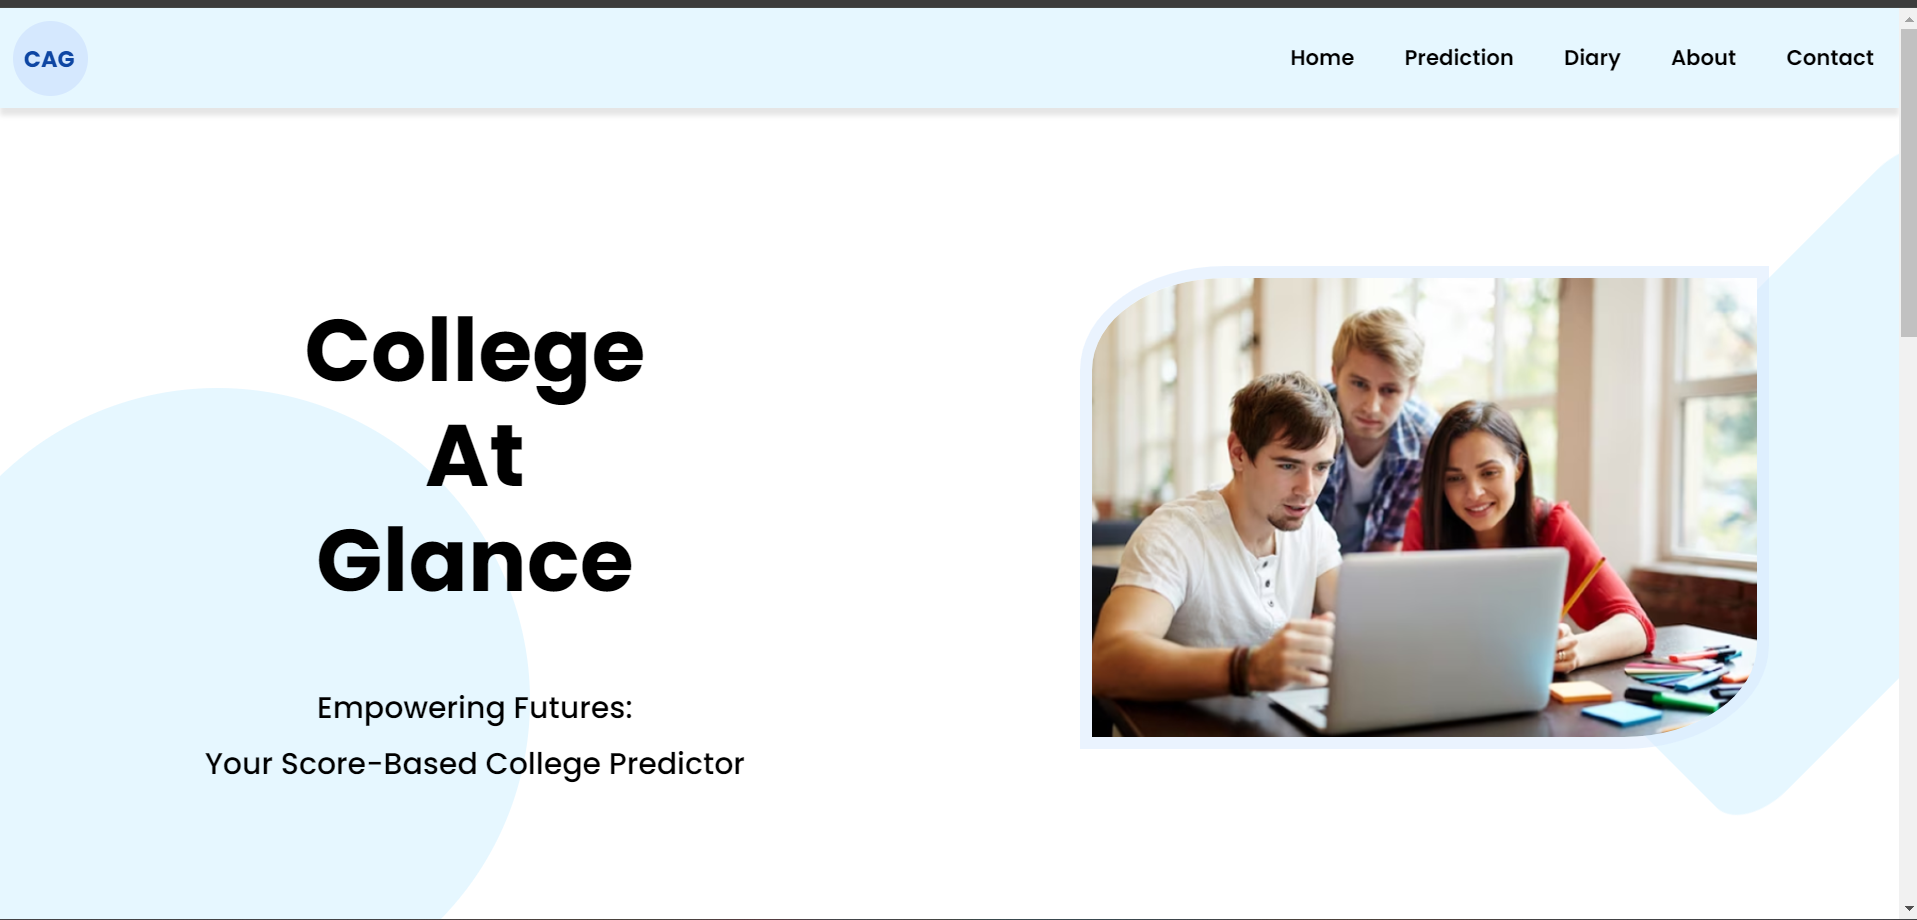 CAG
Home Prediction Diary About Contact
College
At
Glance
Empowering Futures:
Your Score-Based College Predictor